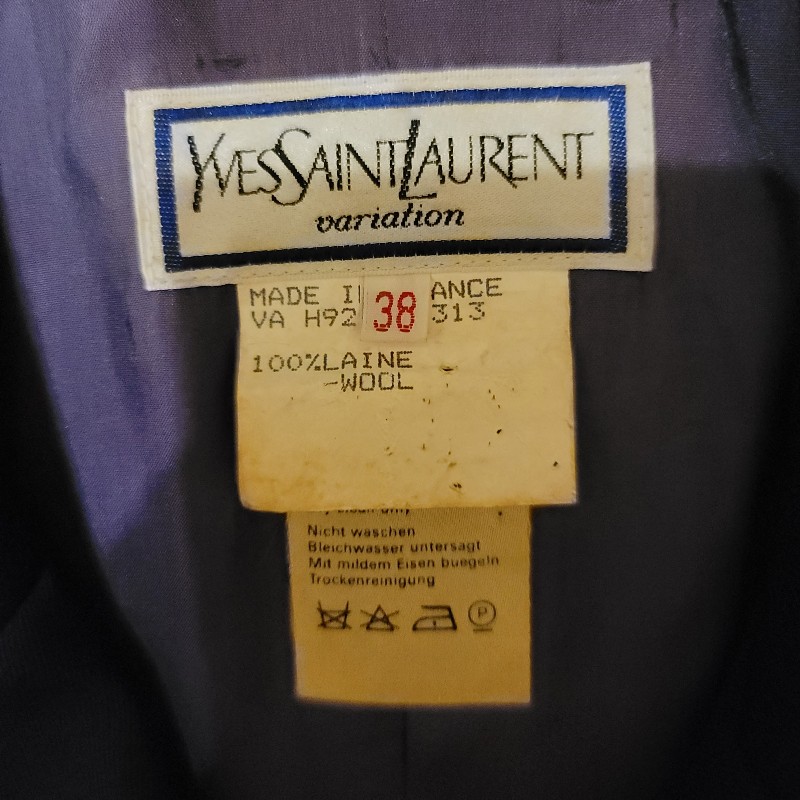 YVESSAINTLAURENT
variation
MADE I 38 ANCE
VA H92 313
100%LAINE
-WOOL
only
Nicht waschen
Bleichwasser untersagt
Mit mildem Eisen buegeln
Trockenreinigung
P